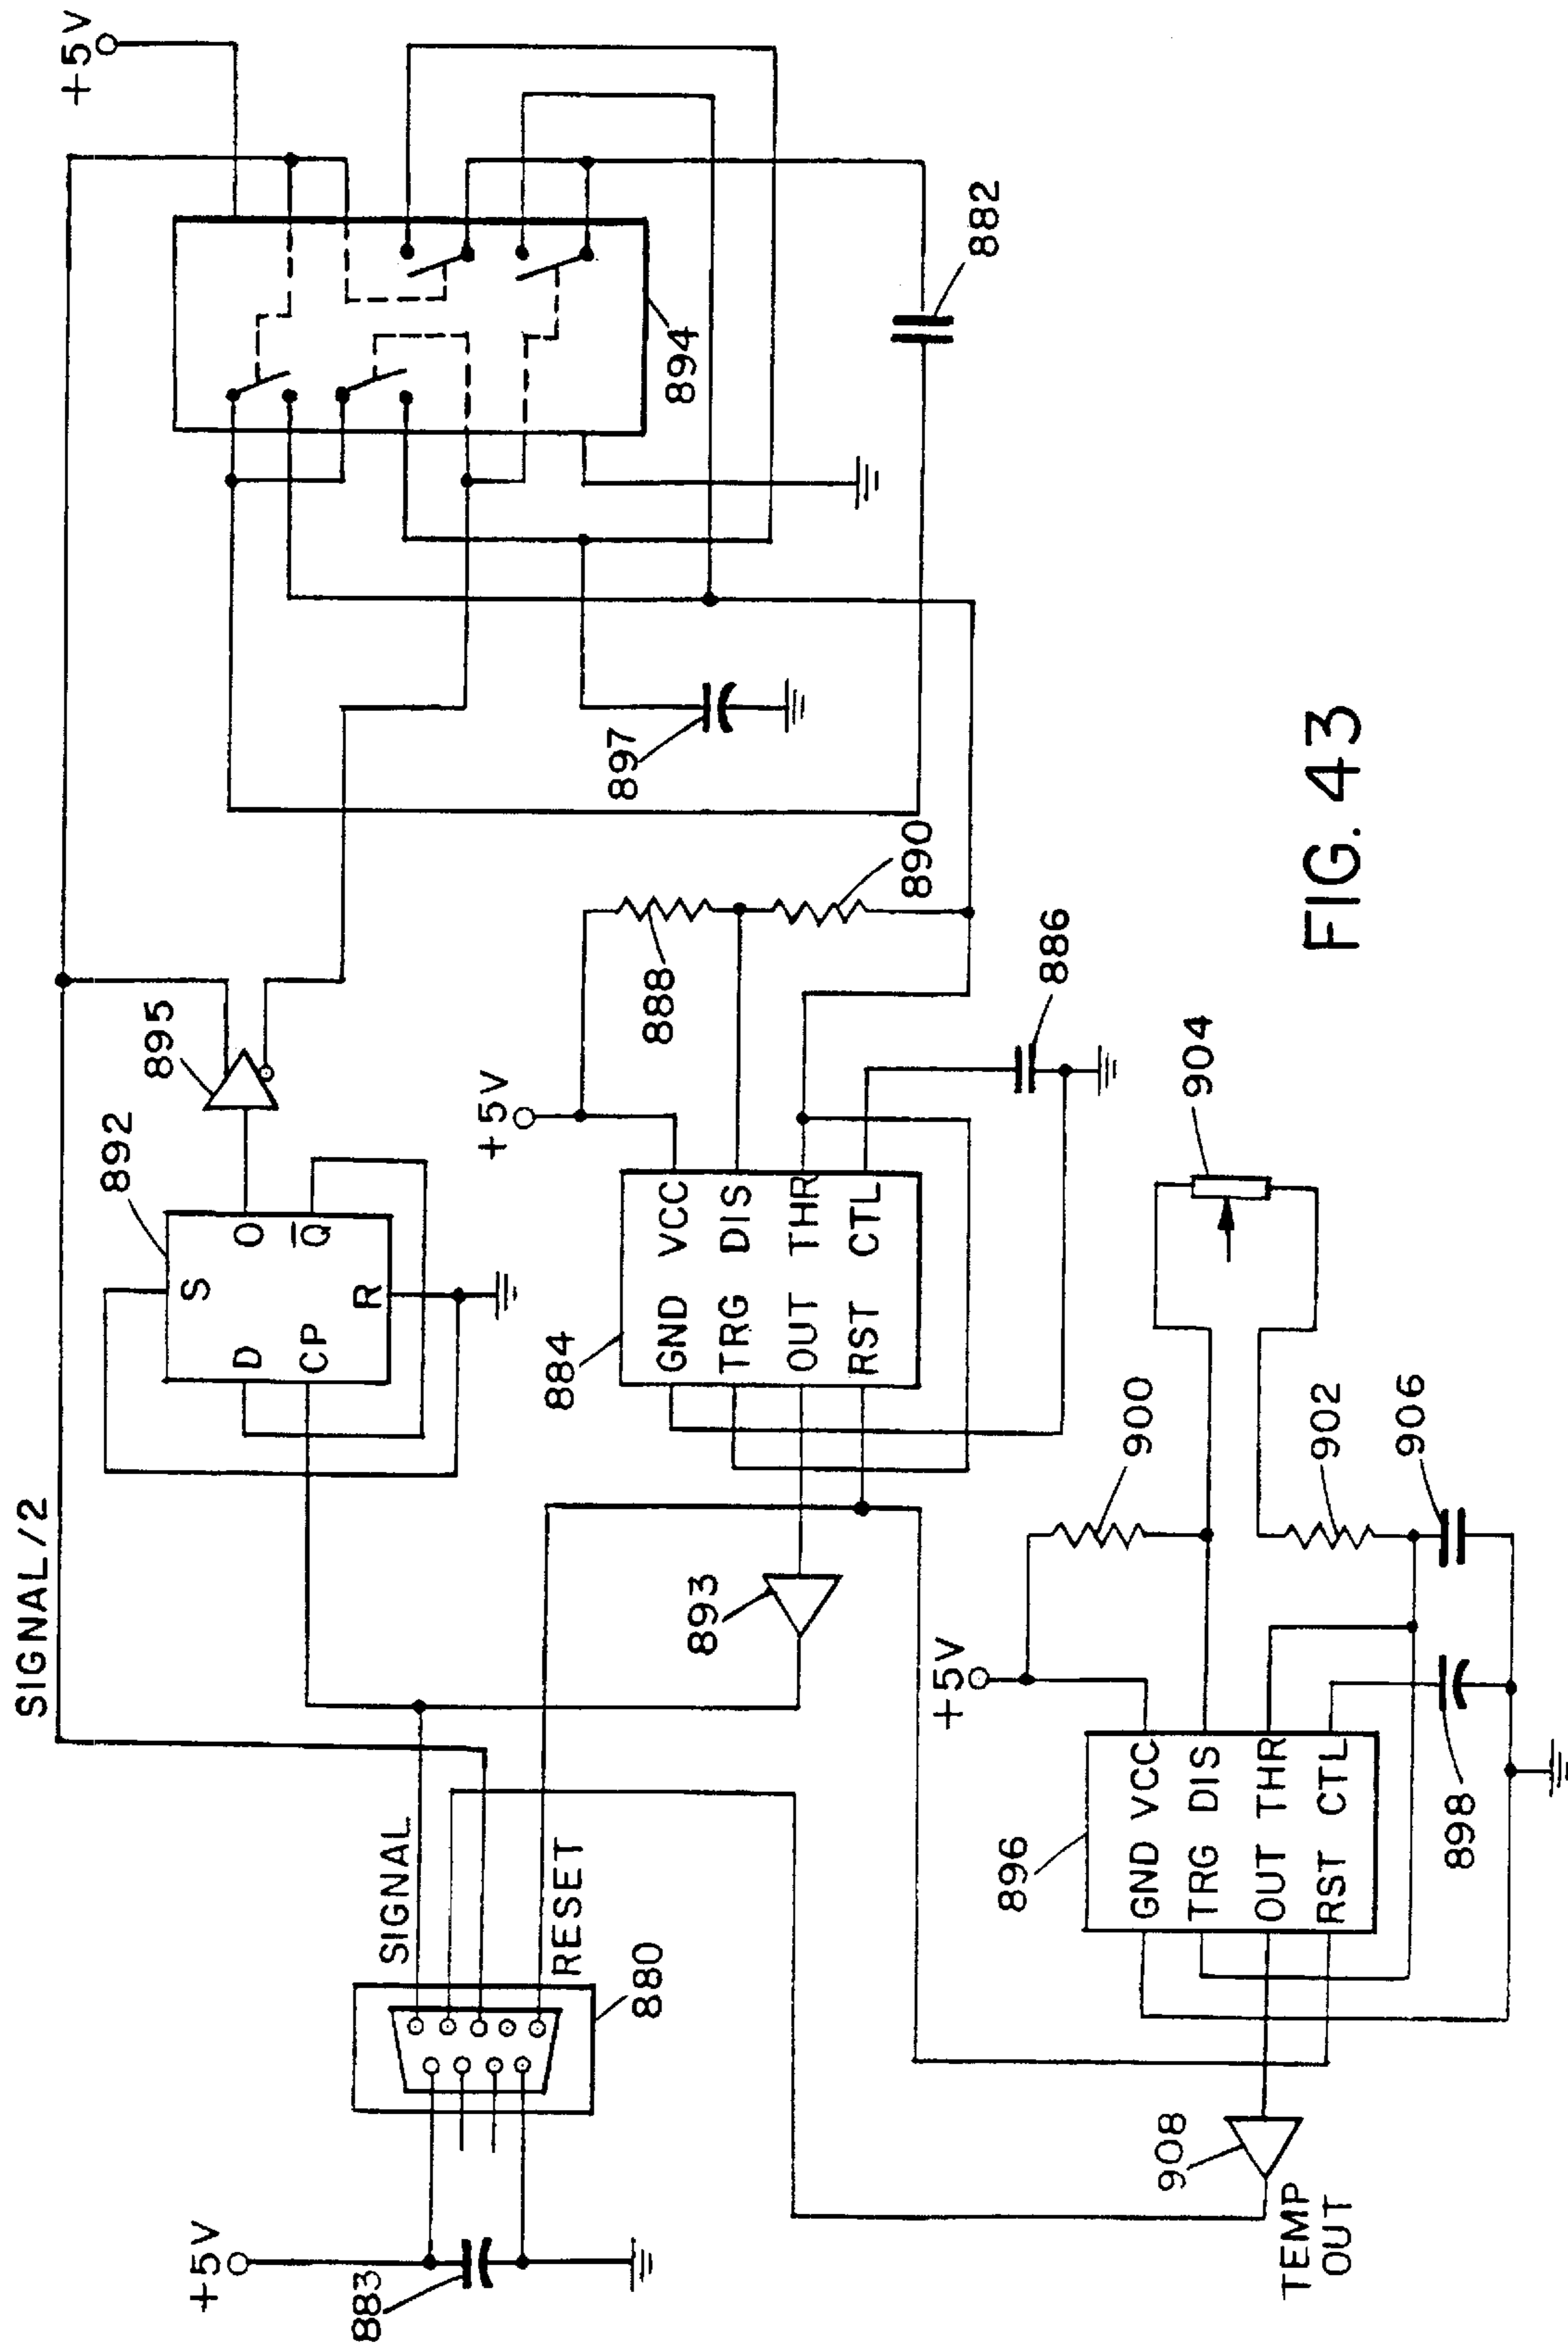 SIGNAL/2
+5V
892
S
D
O
CP
Q
R
895
+5V
894
882
897
+5V
888
890
884
GND VCC
TRG DIS
OUT THR
RST CTL
886
893
+5V
883
SIGNAL
RESET
880
+5V
900
904
902
906
896
GND VCC
TRG DIS
OUT THR
RST CTL
898
908
TEMP
OUT
FIG. 43